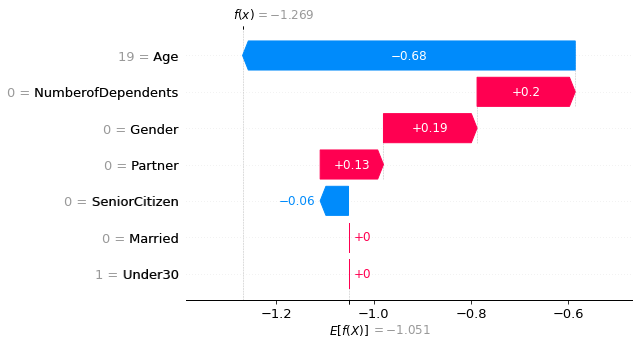 f(x) = −1.269
19 = Age −0.68
0 = NumberofDependents +0.2
0 = Gender +0.19
0 = Partner +0.13
0 = SeniorCitizen −0.06
0 = Married +0
1 = Under30 +0
−1.2 −1.0 −0.8 −0.6
E[f(X)] = −1.051